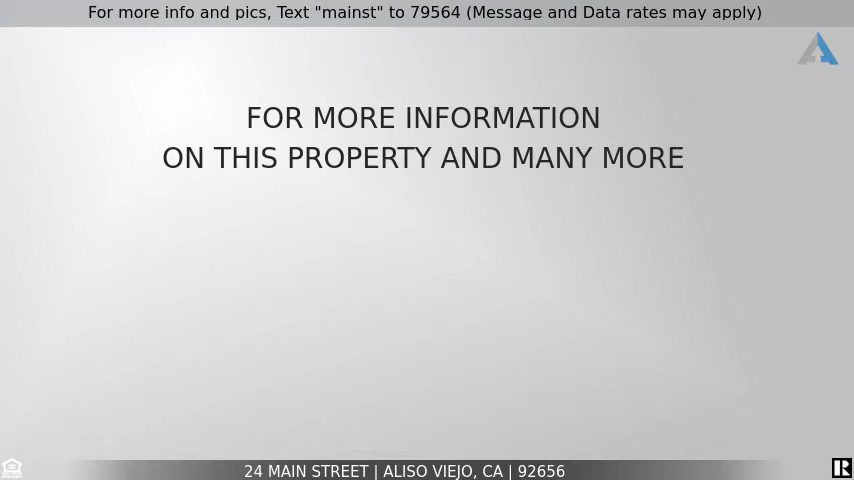 For more info and pics, Text "mainst" to 79564 (Message and Data rates may apply)
FOR MORE INFORMATION
ON THIS PROPERTY AND MANY MORE
24 MAIN STREET | ALISO VIEJO, CA | 92656